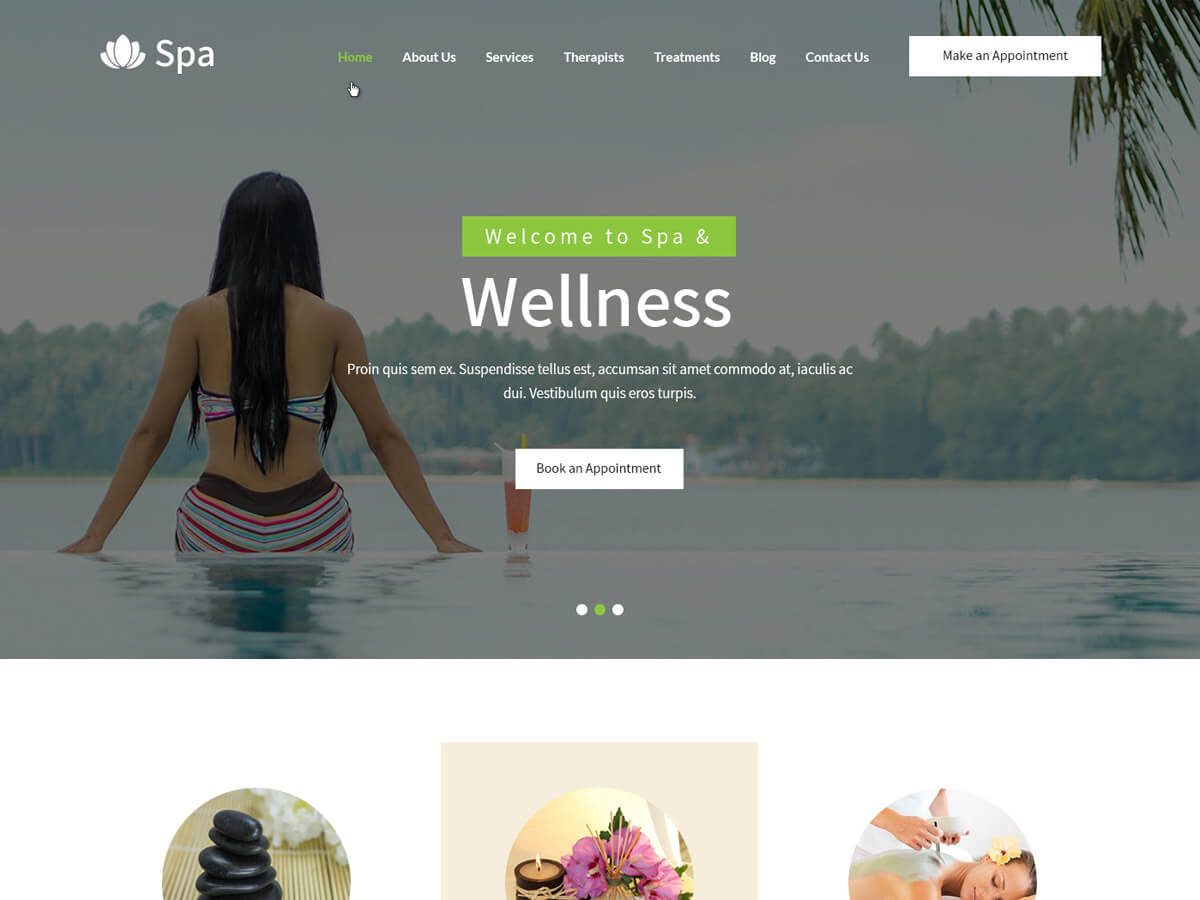 Spa
Home About Us Services Therapists Treatments Blog Contact Us
Make an Appointment
Welcome to Spa &
Wellness
Proin quis sem ex. Suspendisse tellus est, accumsan sit amet commodo at, iaculis ac
dui. Vestibulum quis eros turpis.
Book an Appointment